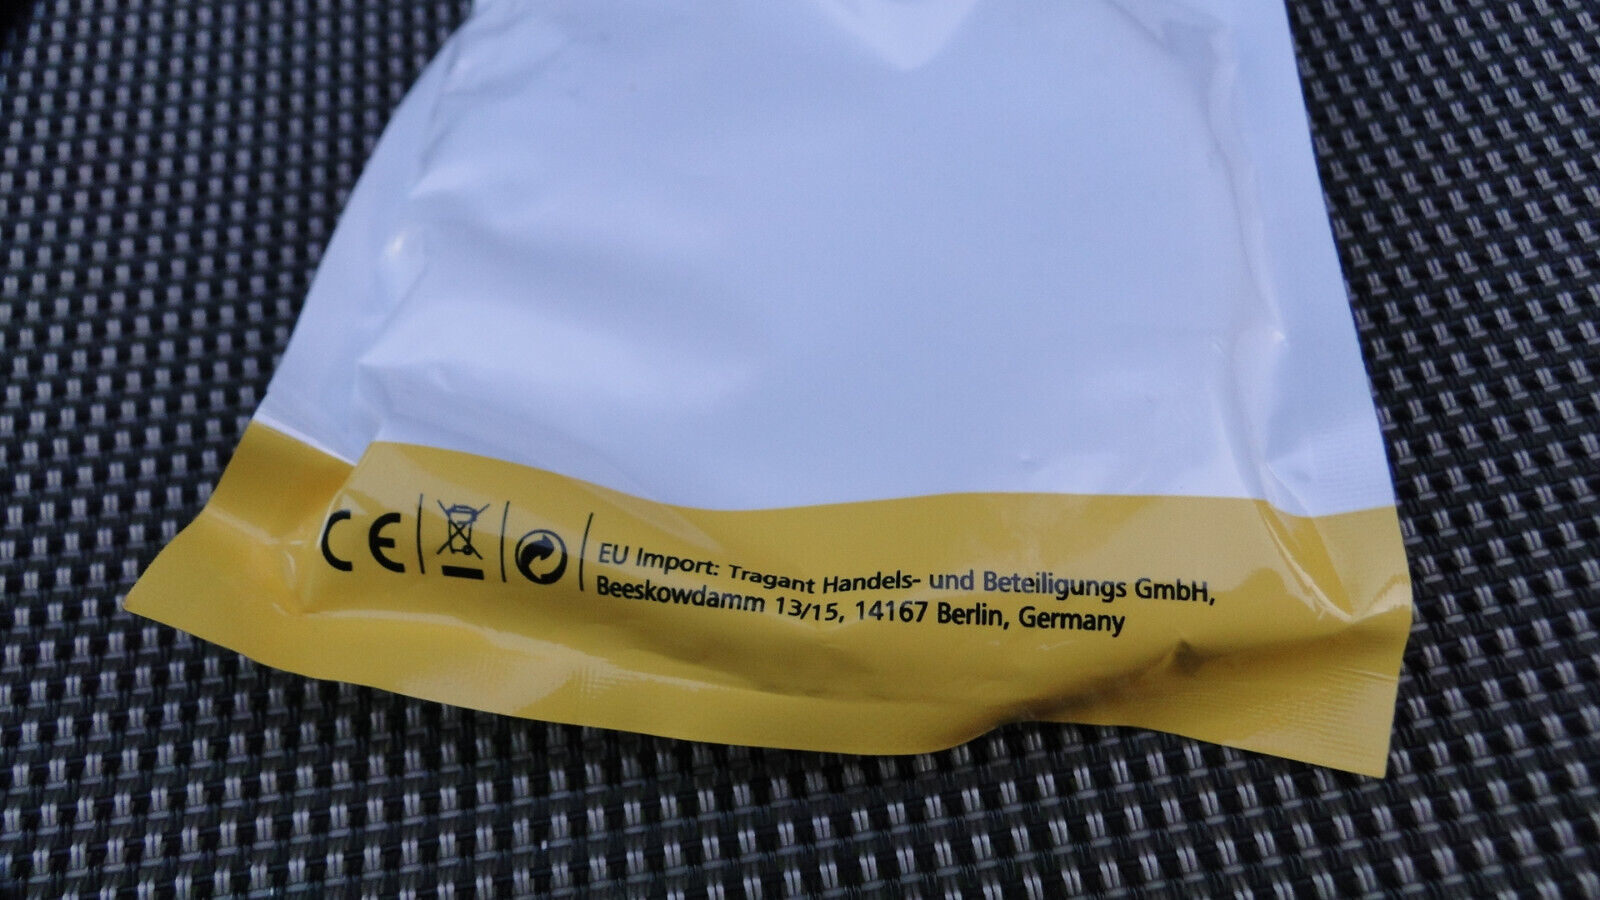 CE
EU Import: Tragant Handels- und Beteiligungs GmbH,
Beeskowdamm 13/15, 14167 Berlin, Germany